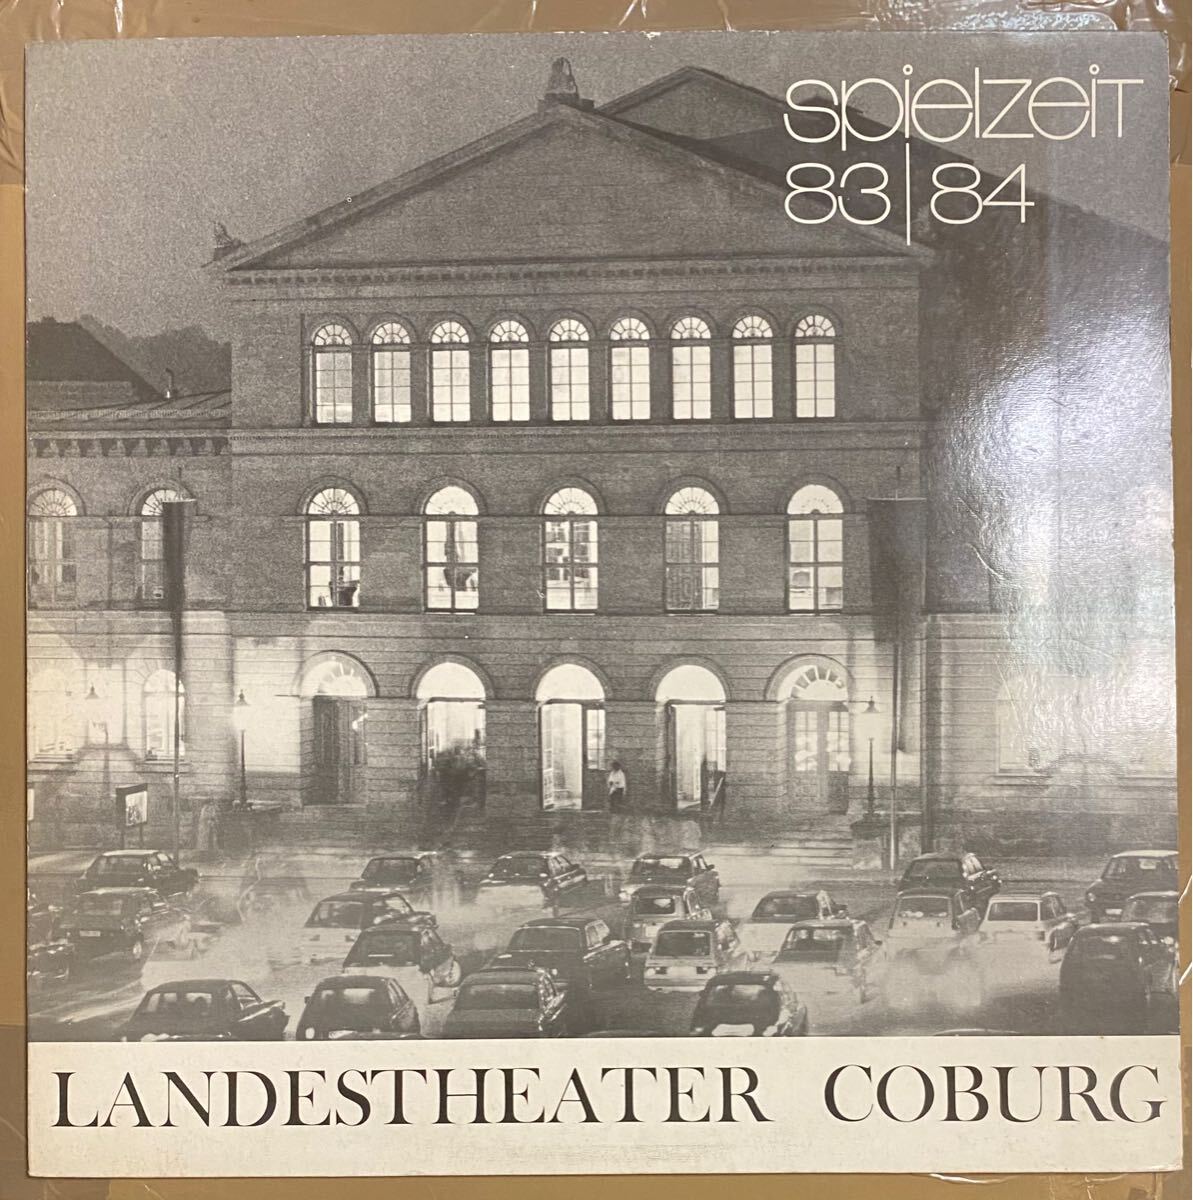 spielzeit
83|84
LANDESTHEATER COBURG